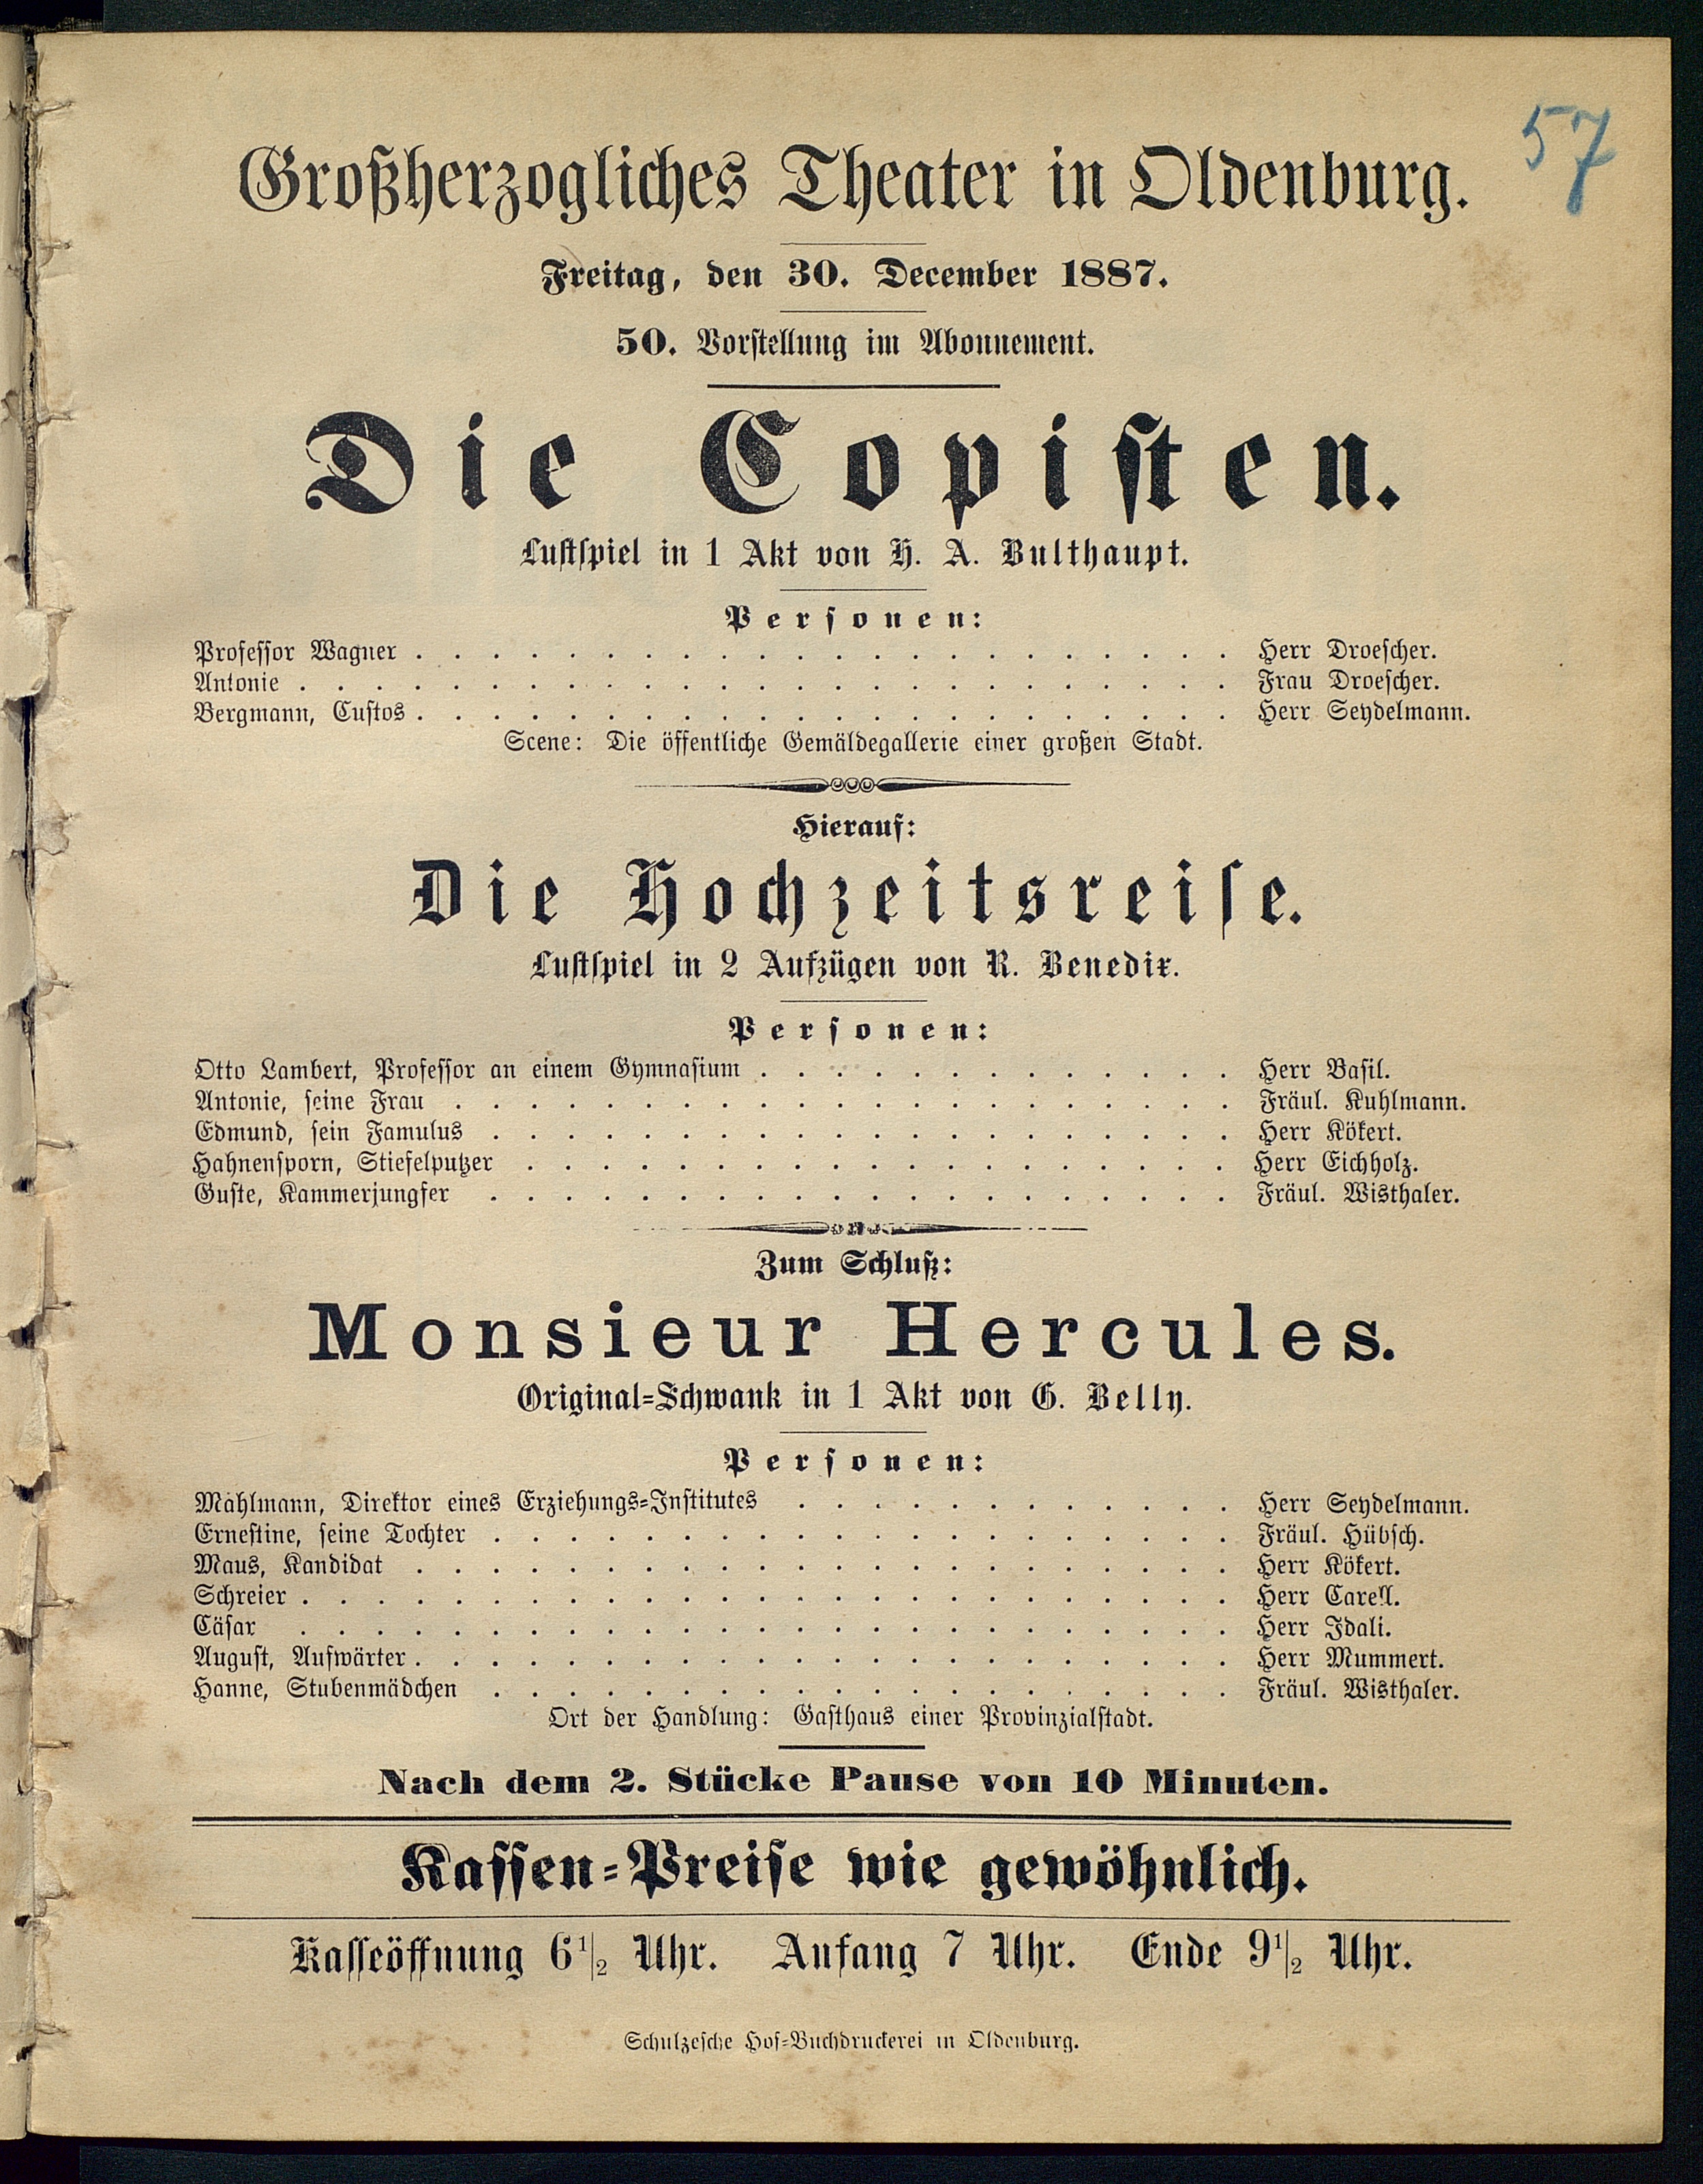 57
Großherzogliches Theater in Oldenburg.
Freitag, den 30. December 1887.
50. Vorstellung im Abonnement.
Die Copisten.
Lustspiel in 1 Akt von H. A. Bulthaupt.
Personen:
Professor Wagner . . . . . . . . . . . . . . . . . . . . . . Herr Droescher.
Antonie . . . . . . . . . . . . . . . . . . . . . . . . . Frau Droescher.
Bergmann, Custos . . . . . . . . . . . . . . . . . . . . . . Herr Seydelmann.
Scene: Die öffentliche Gemäldegallerie einer großen Stadt.
Hierauf:
Die Hochzeitsreise.
Lustspiel in 2 Aufzügen von R. Benedix.
Personen:
Otto Lambert, Professor an einem Gymnasium . . . . . . . . . . . . . Herr Basil.
Antonie, seine Frau . . . . . . . . . . . . . . . . . . . . . Fräul. Kuhlmann.
Edmund, sein Famulus . . . . . . . . . . . . . . . . . . . . Herr Kökert.
Hahnensporn, Stiefelputzer . . . . . . . . . . . . . . . . . . . Herr Eichholz.
Guste, Kammerjungfer . . . . . . . . . . . . . . . . . . . . Fräul. Wisthaler.
Zum Schluß:
Monsieur Hercules.
Original-Schwank in 1 Akt von G. Belly.
Personen:
Mahlmann, Direktor eines Erziehungs-Institutes . . . . . . . . . . . . Herr Seydelmann.
Ernestine, seine Tochter . . . . . . . . . . . . . . . . . . . . Fräul. Hübsch.
Maus, Kandidat . . . . . . . . . . . . . . . . . . . . . . Herr Kökert.
Schreier . . . . . . . . . . . . . . . . . . . . . . . . . Herr Carell.
Cäsar . . . . . . . . . . . . . . . . . . . . . . . . . Herr Idali.
August, Aufwärter . . . . . . . . . . . . . . . . . . . . . . Herr Mummert.
Hanne, Stubenmädchen . . . . . . . . . . . . . . . . . . . . Fräul. Wisthaler.
Ort der Handlung: Gasthaus einer Provinzialstadt.
Nach dem 2. Stücke Pause von 10 Minuten.
Kassen-Preise wie gewöhnlich.
Kasseöffnung 6 1/2 Uhr. Anfang 7 Uhr. Ende 9 1/2 Uhr.
Schulzesche Hof-Buchdruckerei in Oldenburg.